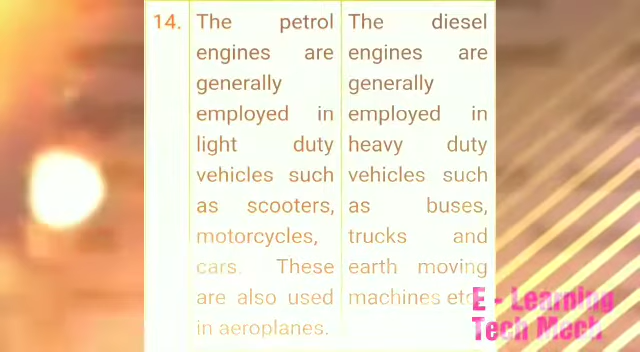 14.
The petrol
engines are
generally
employed in
light duty
vehicles such
as scooters,
motorcycles,
cars. These
are also used
in aeroplanes.
The diesel
engines are
generally
employed in
heavy duty
vehicles such
as buses,
trucks and
earth moving
machines etc
E - Learning
Tech Mech